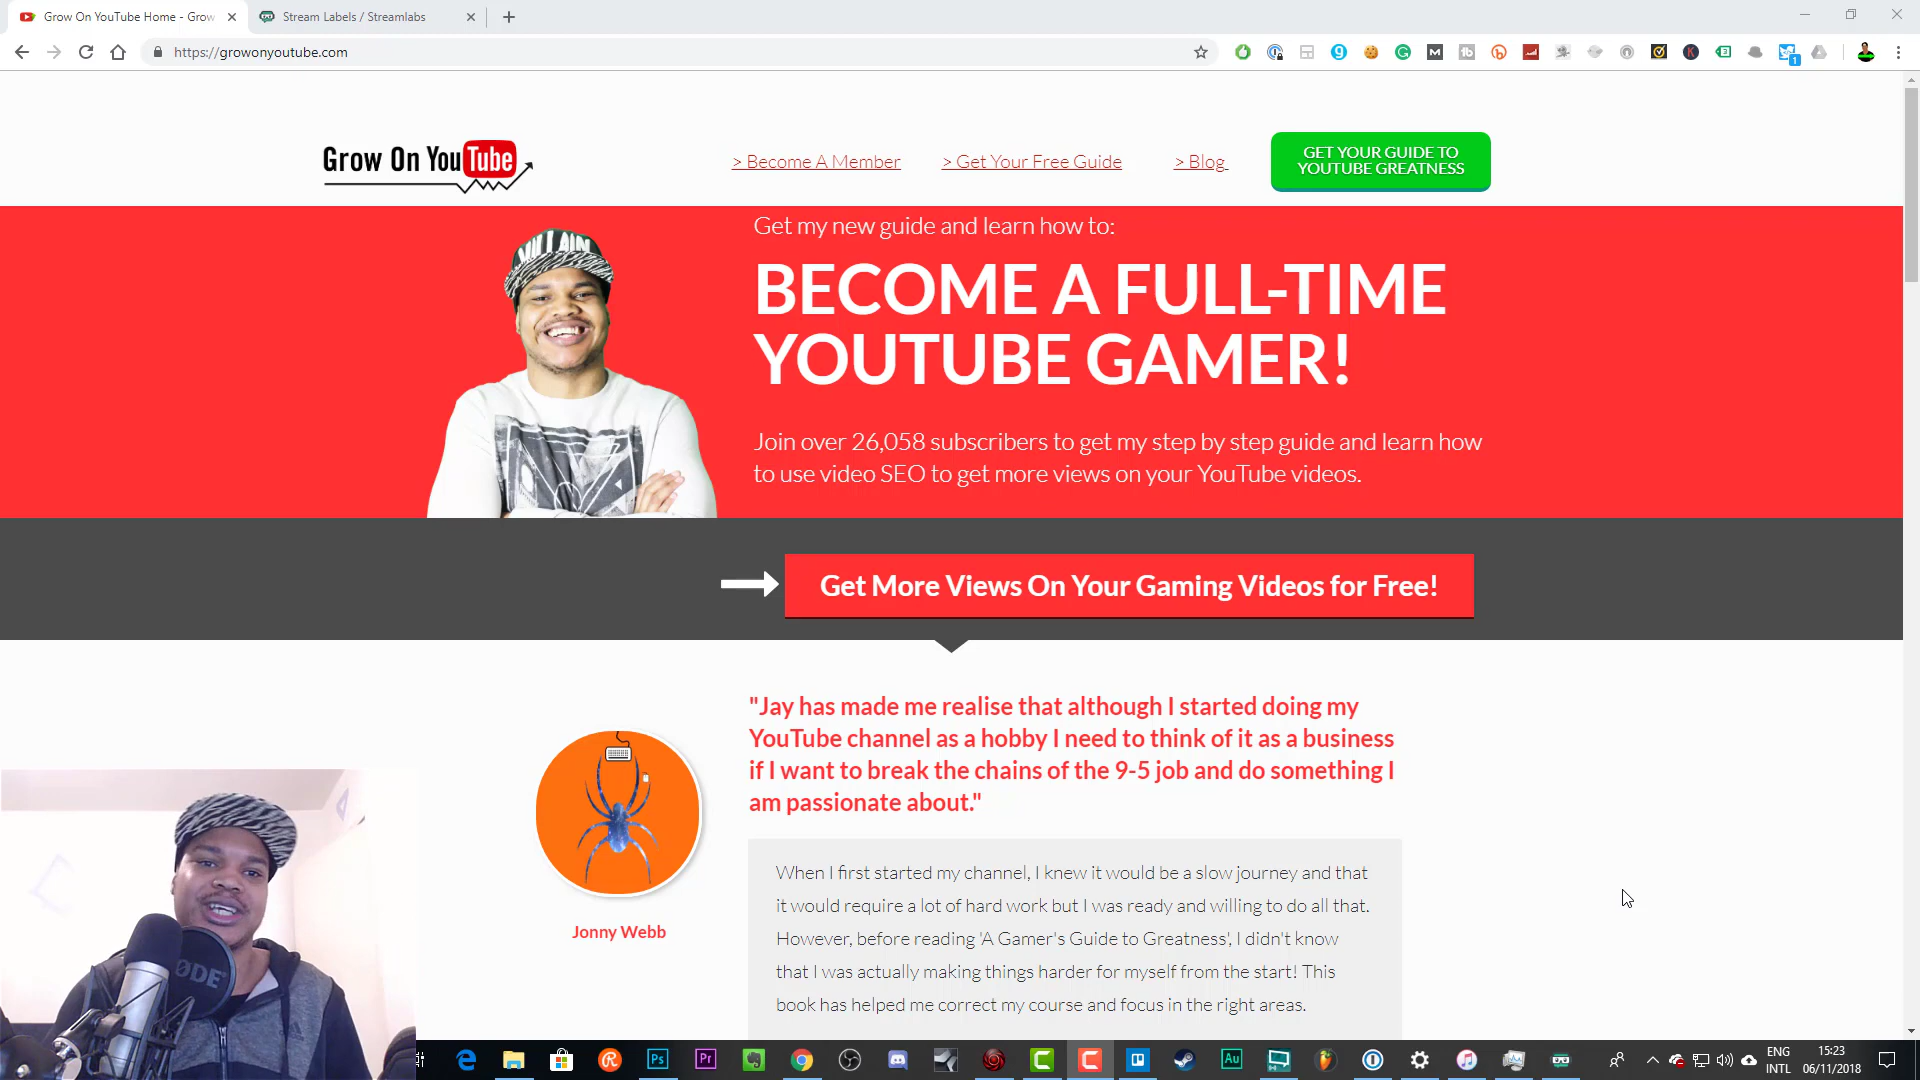 Grow On YouTube Home - Grow
Stream Labels / Streamlabs
https://growonyoutube.com
Grow On YouTube
> Become A Member
> Get Your Free Guide
> Blog
GET YOUR GUIDE TO
YOUTUBE GREATNESS
Get my new guide and learn how to:
BECOME A FULL-TIME
YOUTUBE GAMER!
Join over 26,058 subscribers to get my step by step guide and learn how
to use video SEO to get more views on your YouTube videos.
Get More Views On Your Gaming Videos for Free!
"Jay has made me realise that although I started doing my
YouTube channel as a hobby I need to think of it as a business
if I want to break the chains of the 9-5 job and do something I
am passionate about."
Jonny Webb
When I first started my channel, I knew it would be a slow journey and that
it would require a lot of hard work but I was ready and willing to do all that.
However, before reading 'A Gamer's Guide to Greatness', I didn't know
that I was actually making things harder for myself from the start! This
book has helped me correct my course and focus in the right areas.
ENG
INTL
15:23
06/11/2018